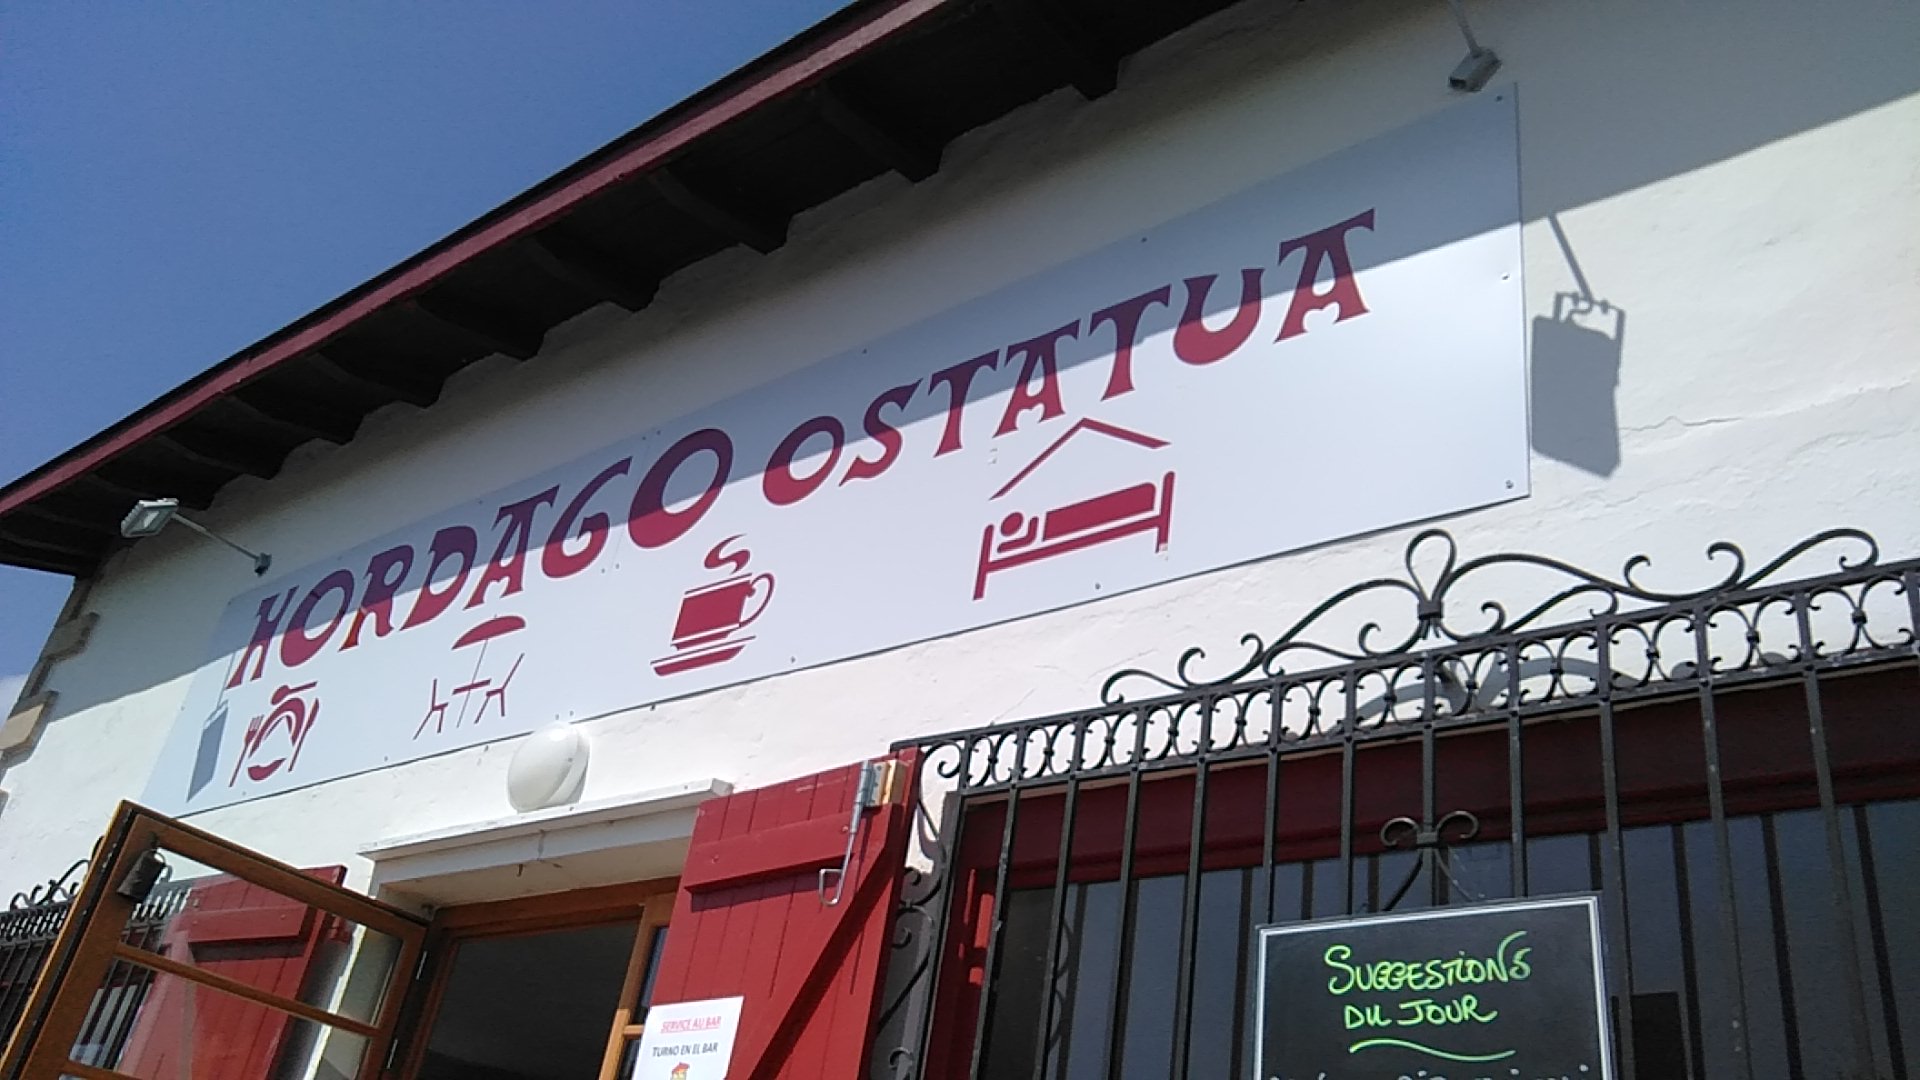 HORDAGO OSTATUA
SERVICE AU BAR
TURNO EN EL BAR
SUGGESTIONS
DU JOUR